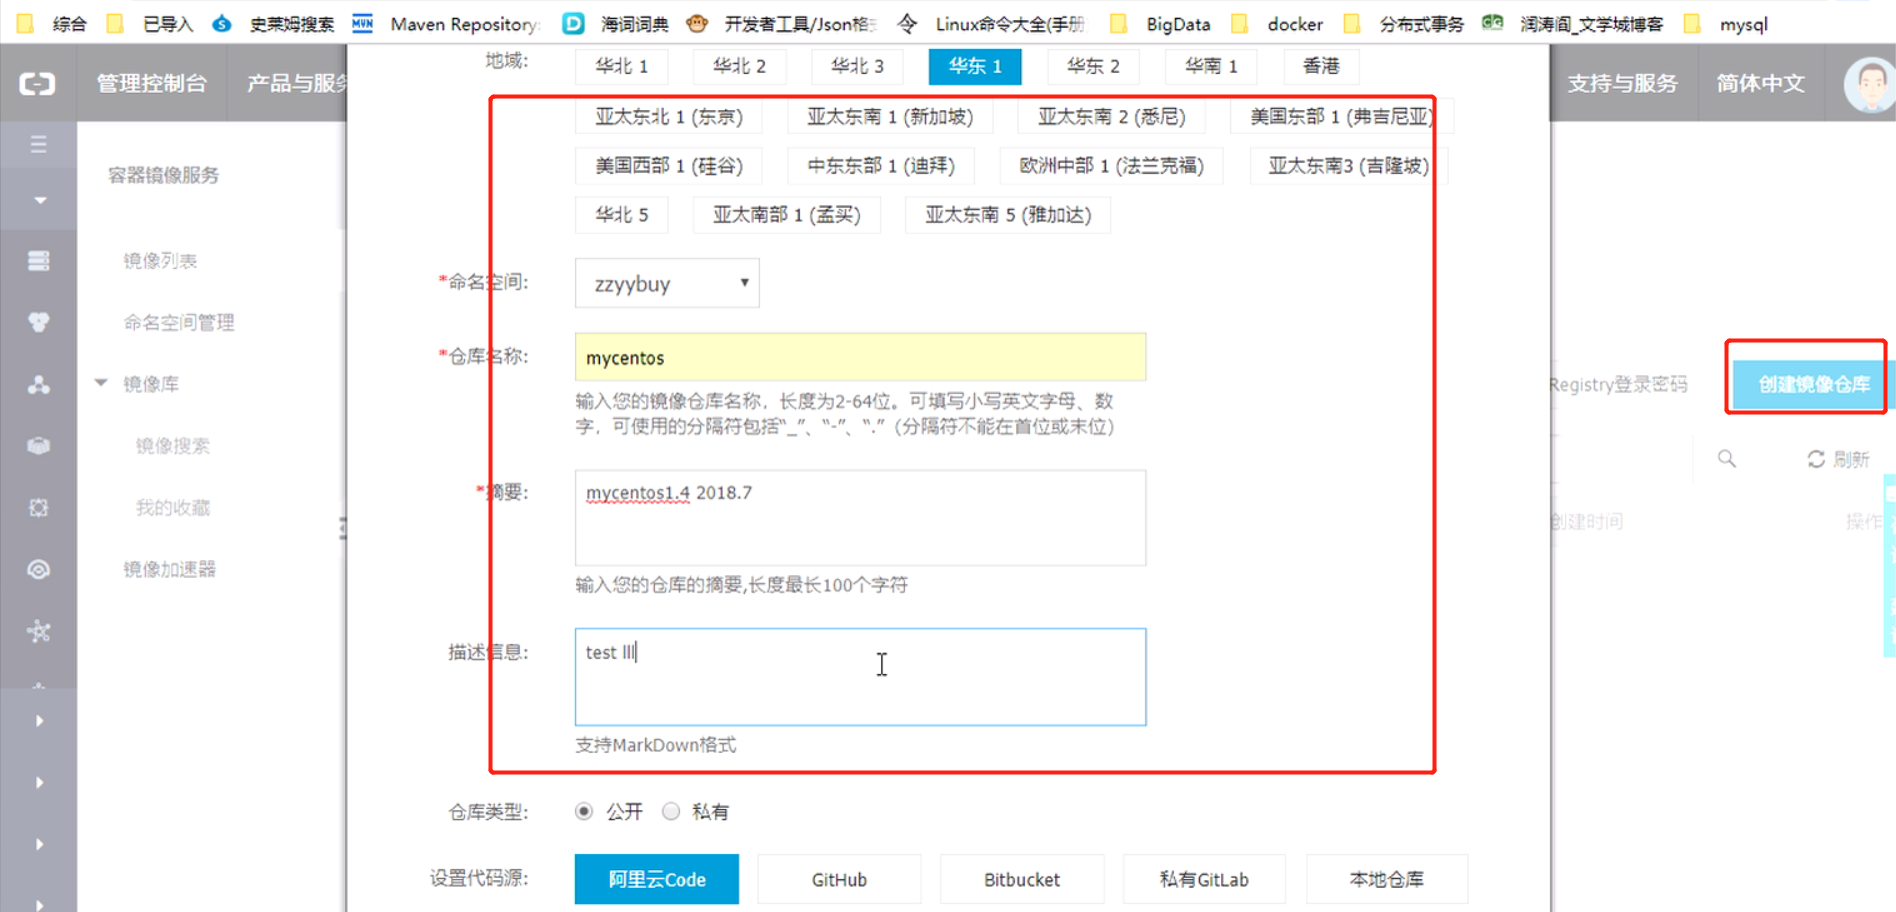 综合 已导入 史莱姆搜索 MVN Maven Repository: D 海词词典 开发者工具/Json格式 Linux命令大全(手册 BigData docker 分布式事务 润涛阎_文学城博客 mysql
管理控制台 产品与服务
支持与服务 简体中文
容器镜像服务
镜像列表
命名空间管理
镜像库
镜像搜索
我的收藏
镜像加速器
地域: 华北 1 华北 2 华北 3 华东 1 华东 2 华南 1 香港
亚太东北 1 (东京) 亚太东南 1 (新加坡) 亚太东南 2 (悉尼) 美国东部 1 (弗吉尼亚)
美国西部 1 (硅谷) 中东东部 1 (迪拜) 欧洲中部 1 (法兰克福) 亚太东南3 (吉隆坡)
华北 5 亚太南部 1 (孟买) 亚太东南 5 (雅加达)
*命名空间: zzyybuy
*仓库名称: mycentos
输入您的镜像仓库名称，长度为2-64位。可填写小写英文字母、数
字，可使用的分隔符包括“_”、“-”、“.”（分隔符不能在首位或末位）
*摘要: mycentos1.4 2018.7
输入您的仓库的摘要,长度最长100个字符
描述信息: test lll
支持MarkDown格式
仓库类型: 公开 私有
设置代码源: 阿里云Code GitHub Bitbucket 私有GitLab 本地仓库
Registry登录密码 创建镜像仓库
刷新
创建时间 操作